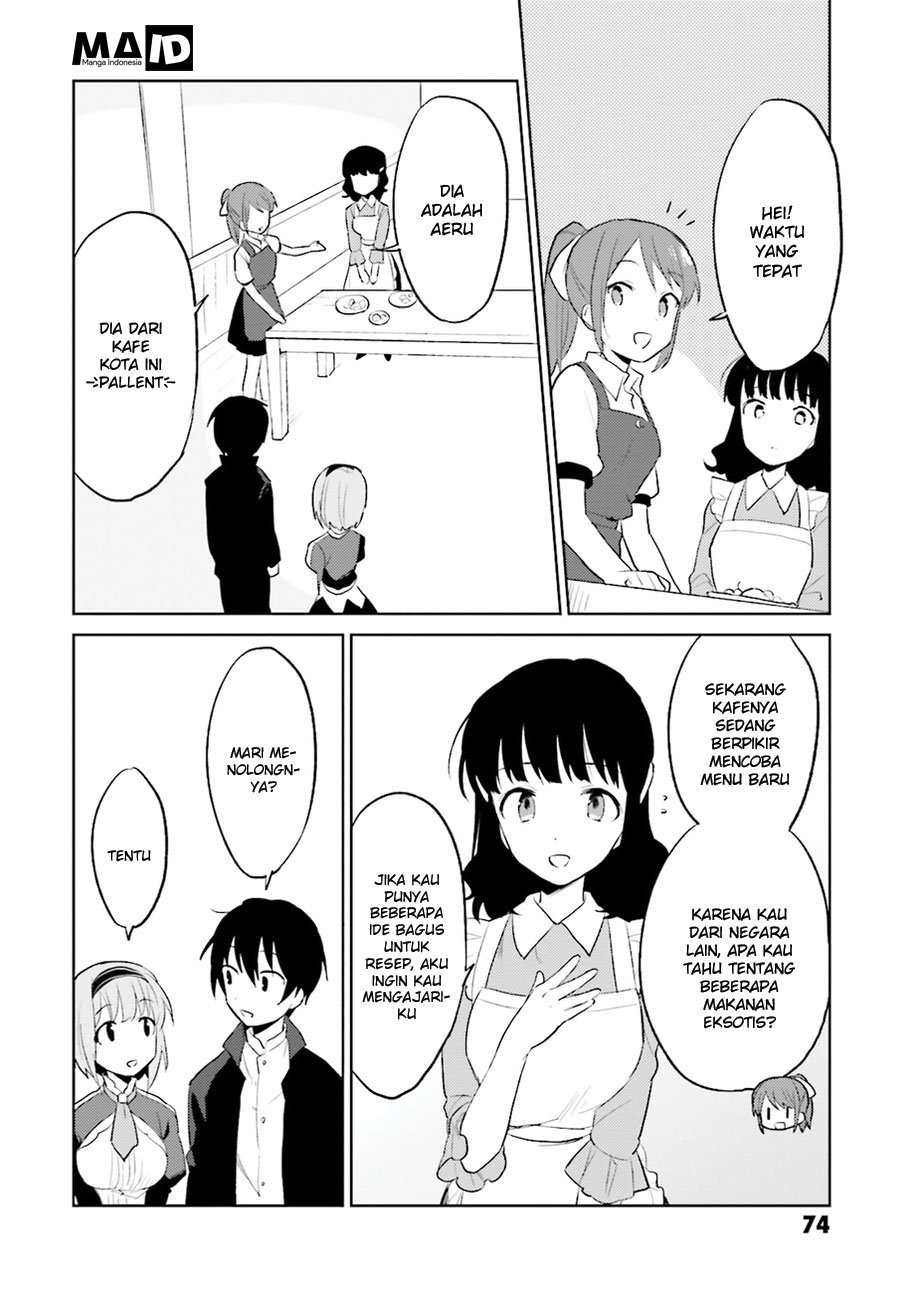 MA ID
Manga Indonesia
HEI!
WAKTU
YANG
TEPAT
DIA
ADALAH
AERU
DIA DARI
KAFE
KOTA INI
-:PALLENT:-
SEKARANG
KAFENYA
SEDANG
BERPIKIR
MENCOBA
MENU BARU
KARENA KAU
DARI NEGARA
LAIN, APA KAU
TAHU TENTANG
BEBERAPA
MAKANAN
EKSOTIS?
JIKA KAU
PUNYA
BEBERAPA
IDE BAGUS
UNTUK
RESEP, AKU
INGIN KAU
MENGAJARI-
KU
MARI ME-
NOLONGN-
YA?
TENTU
74